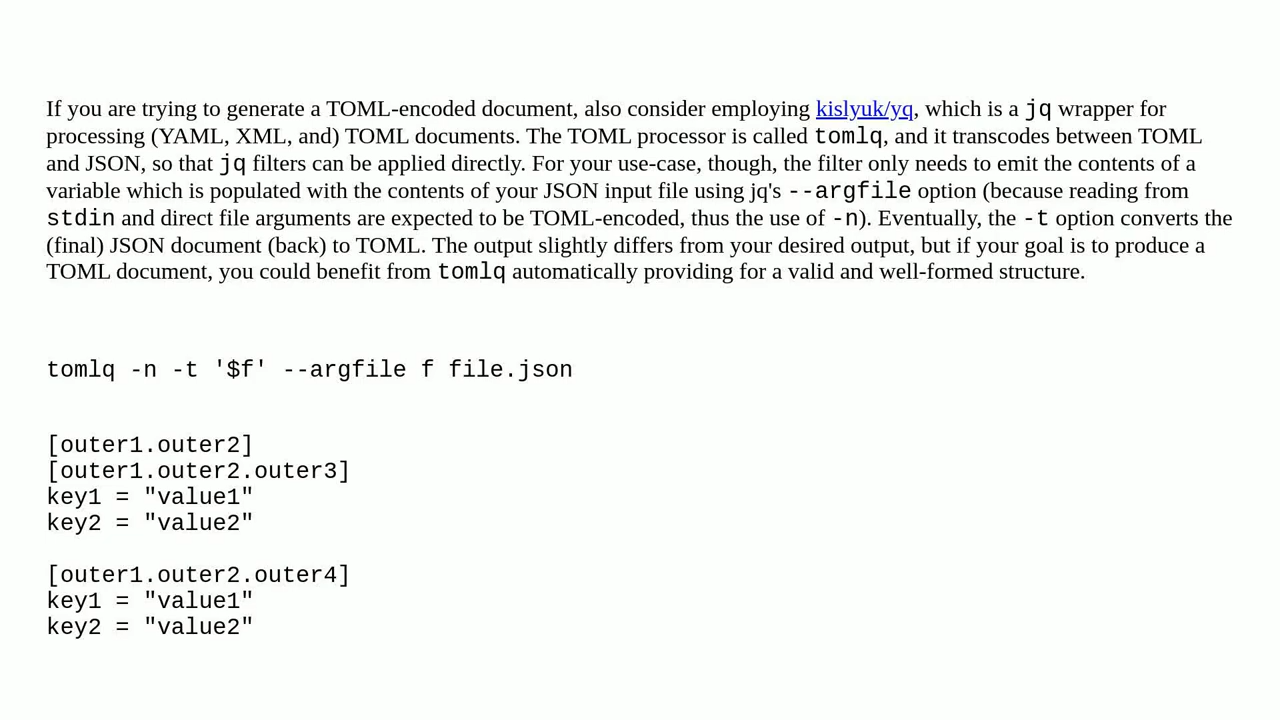 If you are trying to generate a TOML-encoded document, also consider employing kislyuk/yq, which is a jq wrapper for
processing (YAML, XML, and) TOML documents. The TOML processor is called tomlq, and it transcodes between TOML
and JSON, so that jq filters can be applied directly. For your use-case, though, the filter only needs to emit the contents of a
variable which is populated with the contents of your JSON input file using jq's --argfile option (because reading from
stdin and direct file arguments are expected to be TOML-encoded, thus the use of -n). Eventually, the -t option converts the
(final) JSON document (back) to TOML. The output slightly differs from your desired output, but if your goal is to produce a
TOML document, you could benefit from tomlq automatically providing for a valid and well-formed structure.
tomlq -n -t '$f' --argfile f file.json
[outer1.outer2]
[outer1.outer2.outer3]
key1 = "value1"
key2 = "value2"
[outer1.outer2.outer4]
key1 = "value1"
key2 = "value2"